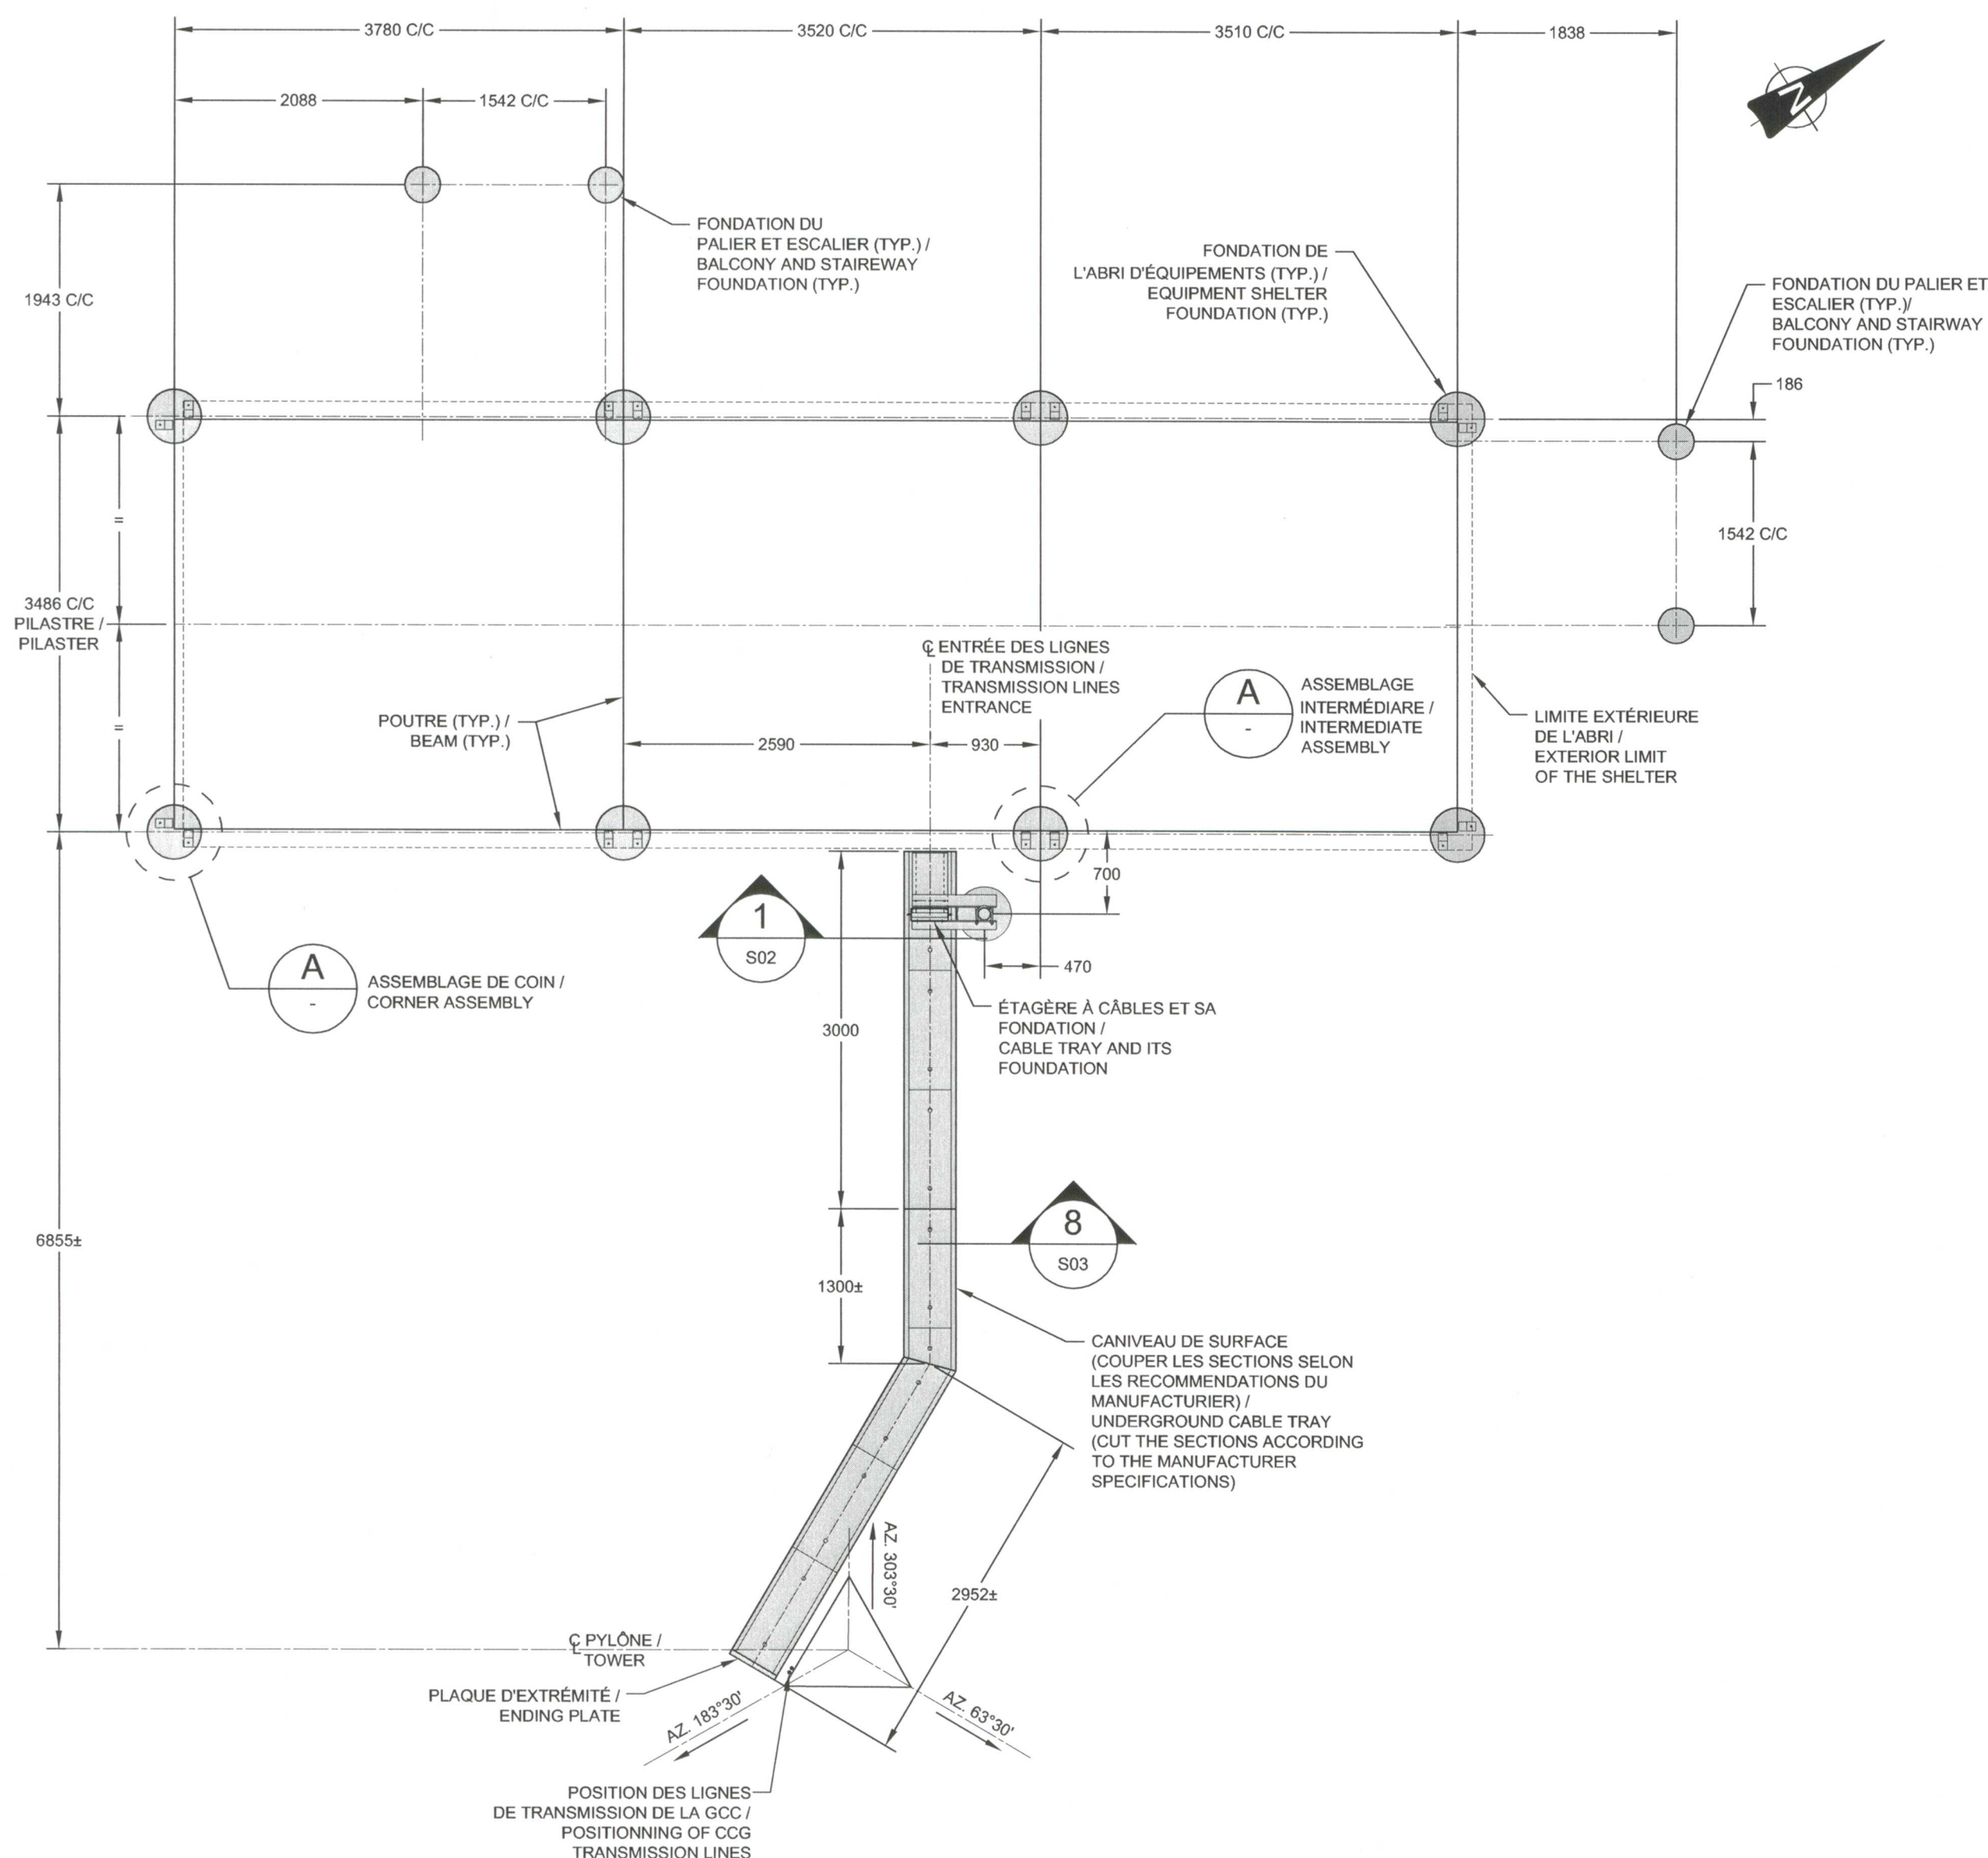 3780 C/C
3520 C/C
3510 C/C
1838
2088
1542 C/C
N
FONDATION DU
PALIER ET ESCALIER (TYP.) /
BALCONY AND STAIREWAY
FOUNDATION (TYP.)
FONDATION DE
L'ABRI D'ÉQUIPEMENTS (TYP.) /
EQUIPMENT SHELTER
FOUNDATION (TYP.)
FONDATION DU PALIER ET
ESCALIER (TYP.)/
BALCONY AND STAIRWAY
FOUNDATION (TYP.)
1943 C/C
186
=
1542 C/C
3486 C/C
PILASTRE /
PILASTER
=
℄ ENTRÉE DES LIGNES
DE TRANSMISSION /
TRANSMISSION LINES
ENTRANCE
A
-
ASSEMBLAGE
INTERMÉDIARE /
INTERMEDIATE
ASSEMBLY
POUTRE (TYP.) /
BEAM (TYP.)
LIMITE EXTÉRIEURE
DE L'ABRI /
EXTERIOR LIMIT
OF THE SHELTER
2590
930
700
1
S02
470
A
-
ASSEMBLAGE DE COIN /
CORNER ASSEMBLY
ÉTAGÈRE À CÂBLES ET SA
FONDATION /
CABLE TRAY AND ITS
FOUNDATION
3000
6855±
8
S03
1300±
CANIVEAU DE SURFACE
(COUPER LES SECTIONS SELON
LES RECOMMENDATIONS DU
MANUFACTURIER) /
UNDERGROUND CABLE TRAY
(CUT THE SECTIONS ACCORDING
TO THE MANUFACTURER
SPECIFICATIONS)
AZ. 303°30'
2952±
℄ PYLÔNE /
TOWER
PLAQUE D'EXTRÉMITÉ /
ENDING PLATE
AZ. 183°30'
AZ. 63°30'
POSITION DES LIGNES
DE TRANSMISSION DE LA GCC /
POSITIONNING OF CCG
TRANSMISSION LINES